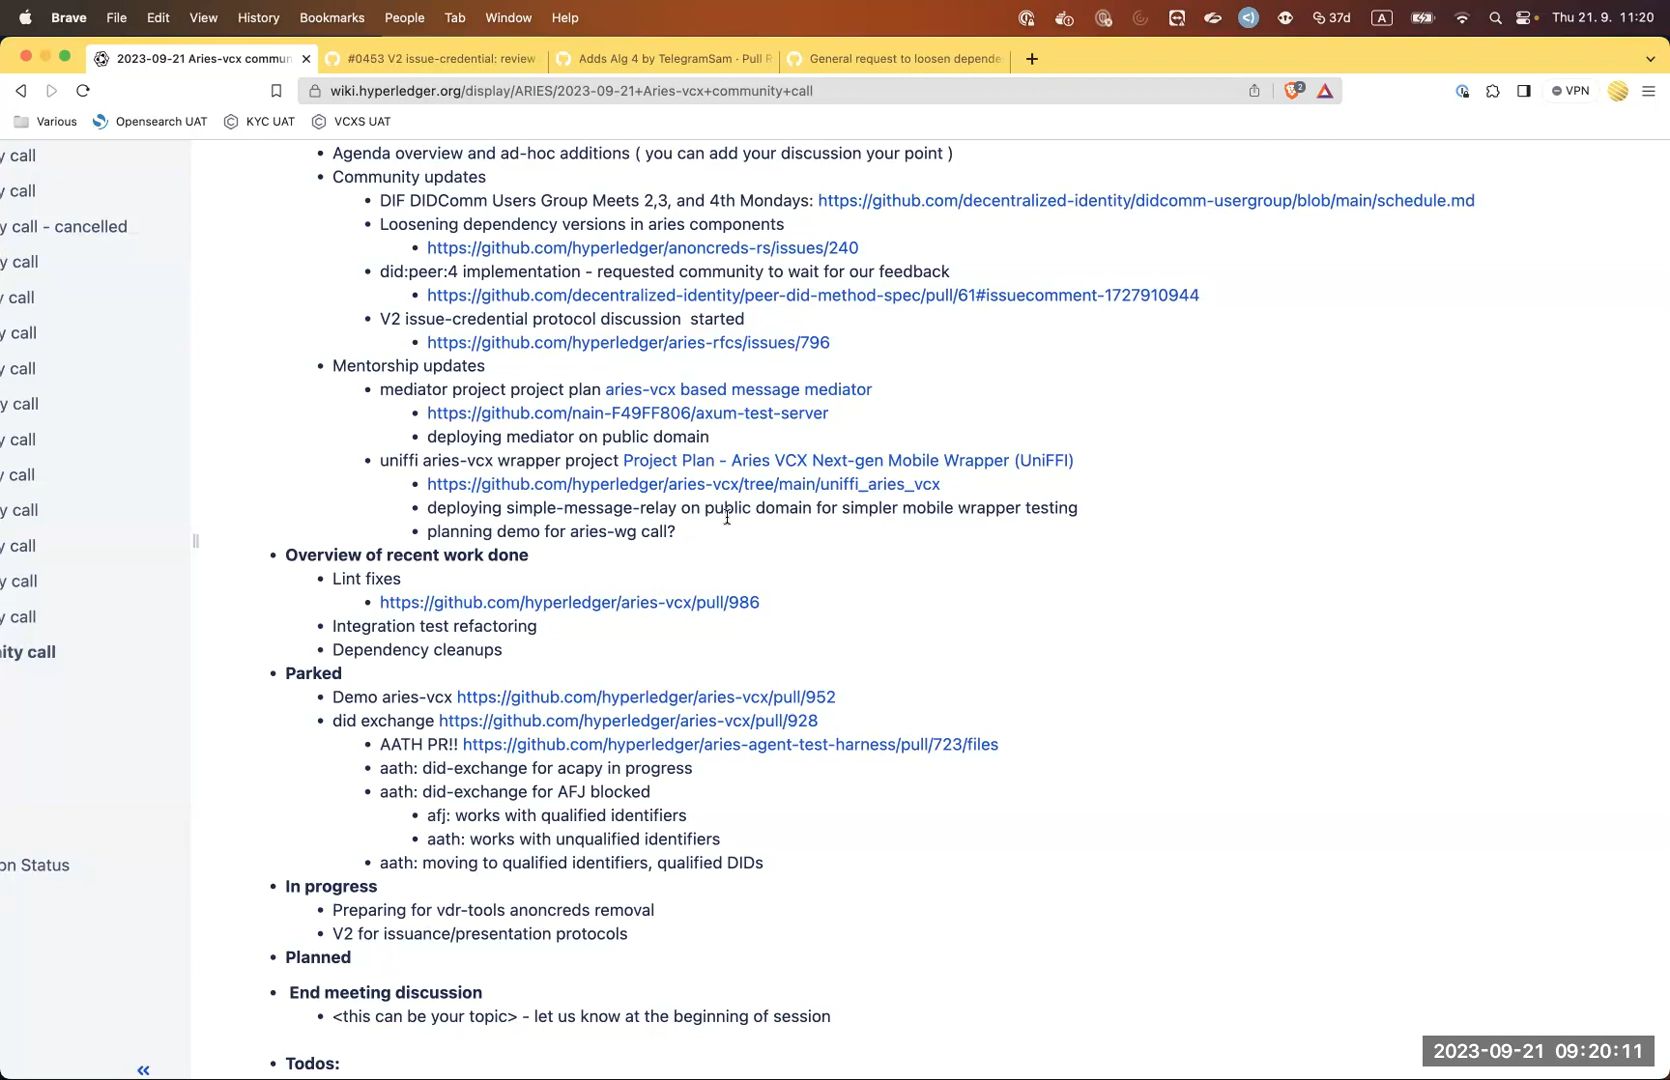 Brave File Edit View History Bookmarks People Tab Window Help 37d A Thu 21. 9. 11:20
2023-09-21 Aries-vcx commun #0453 V2 issue-credential: review Adds Alg 4 by TelegramSam · Pull R General request to loosen depende
wiki.hyperledger.org/display/ARIES/2023-09-21+Aries-vcx+community+call 2 VPN
Various Opensearch UAT KYC UAT VCXS UAT
y call
y call
y call - cancelled
y call
y call
y call
y call
y call
y call
y call
y call
y call
y call
y call
ity call
on Status
«
• Agenda overview and ad-hoc additions ( you can add your discussion your point )
• Community updates
• DIF DIDComm Users Group Meets 2,3, and 4th Mondays: https://github.com/decentralized-identity/didcomm-usergroup/blob/main/schedule.md
• Loosening dependency versions in aries components
• https://github.com/hyperledger/anoncreds-rs/issues/240
• did:peer:4 implementation - requested community to wait for our feedback
• https://github.com/decentralized-identity/peer-did-method-spec/pull/61#issuecomment-1727910944
• V2 issue-credential protocol discussion started
• https://github.com/hyperledger/aries-rfcs/issues/796
• Mentorship updates
• mediator project project plan aries-vcx based message mediator
• https://github.com/nain-F49FF806/axum-test-server
• deploying mediator on public domain
• uniffi aries-vcx wrapper project Project Plan - Aries VCX Next-gen Mobile Wrapper (UniFFI)
• https://github.com/hyperledger/aries-vcx/tree/main/uniffi_aries_vcx
• deploying simple-message-relay on public domain for simpler mobile wrapper testing
• planning demo for aries-wg call?
• Overview of recent work done
• Lint fixes
• https://github.com/hyperledger/aries-vcx/pull/986
• Integration test refactoring
• Dependency cleanups
• Parked
• Demo aries-vcx https://github.com/hyperledger/aries-vcx/pull/952
• did exchange https://github.com/hyperledger/aries-vcx/pull/928
• AATH PR!! https://github.com/hyperledger/aries-agent-test-harness/pull/723/files
• aath: did-exchange for acapy in progress
• aath: did-exchange for AFJ blocked
• afj: works with qualified identifiers
• aath: works with unqualified identifiers
• aath: moving to qualified identifiers, qualified DIDs
• In progress
• Preparing for vdr-tools anoncreds removal
• V2 for issuance/presentation protocols
• Planned
• End meeting discussion
• <this can be your topic> - let us know at the beginning of session
• Todos:
2023-09-21 09:20:11